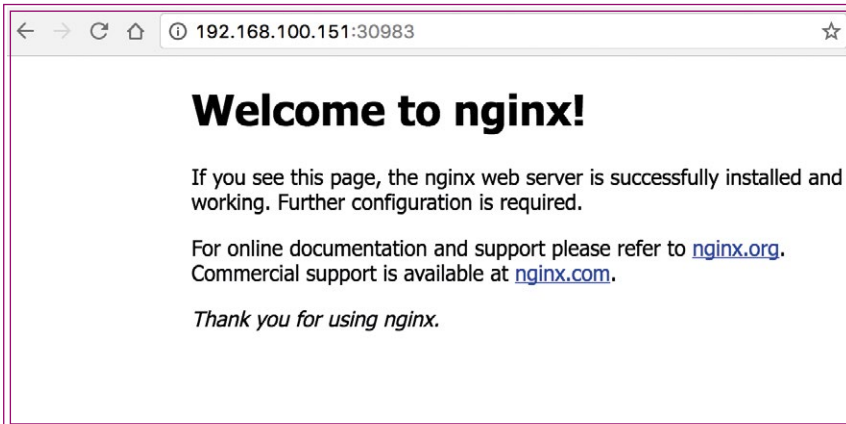 192.168.100.151:30983
Welcome to nginx!
If you see this page, the nginx web server is successfully installed and
working. Further configuration is required.
For online documentation and support please refer to nginx.org.
Commercial support is available at nginx.com.
Thank you for using nginx.